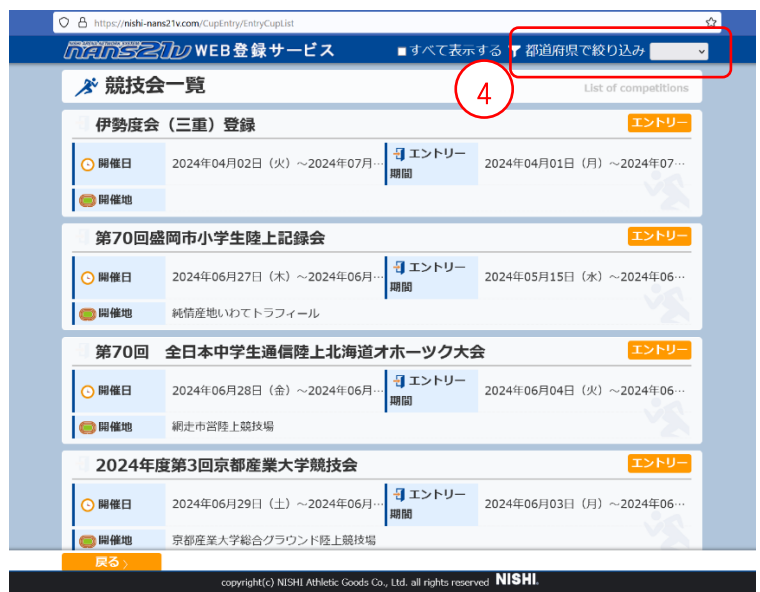 https://nishi-nans21v.com/CupEntry/EntryCupList
NISHI ATHLETIC NETWORK SYSTEM
NANS21V WEB登録サービス ■すべて表示する 都道府県で絞り込み
競技会一覧 List of competitions
4
伊勢度会（三重）登録 エントリー
開催日 2024年04月02日（火）～2024年07月… エントリー期間 2024年04月01日（月）～2024年07…
開催地
第70回盛岡市小学生陸上記録会 エントリー
開催日 2024年06月27日（木）～2024年06月… エントリー期間 2024年05月15日（水）～2024年06…
開催地 純情産地いわてトラフィール
第70回　全日本中学生通信陸上北海道オホーツク大会 エントリー
開催日 2024年06月28日（金）～2024年06月… エントリー期間 2024年06月04日（火）～2024年06…
開催地 網走市営陸上競技場
2024年度第3回京都産業大学競技会 エントリー
開催日 2024年06月29日（土）～2024年06月… エントリー期間 2024年06月03日（月）～2024年06…
開催地 京都産業大学総合グラウンド陸上競技場
戻る 〉
copyright(c) NISHI Athletic Goods Co., Ltd. all rights reserved NISHI.